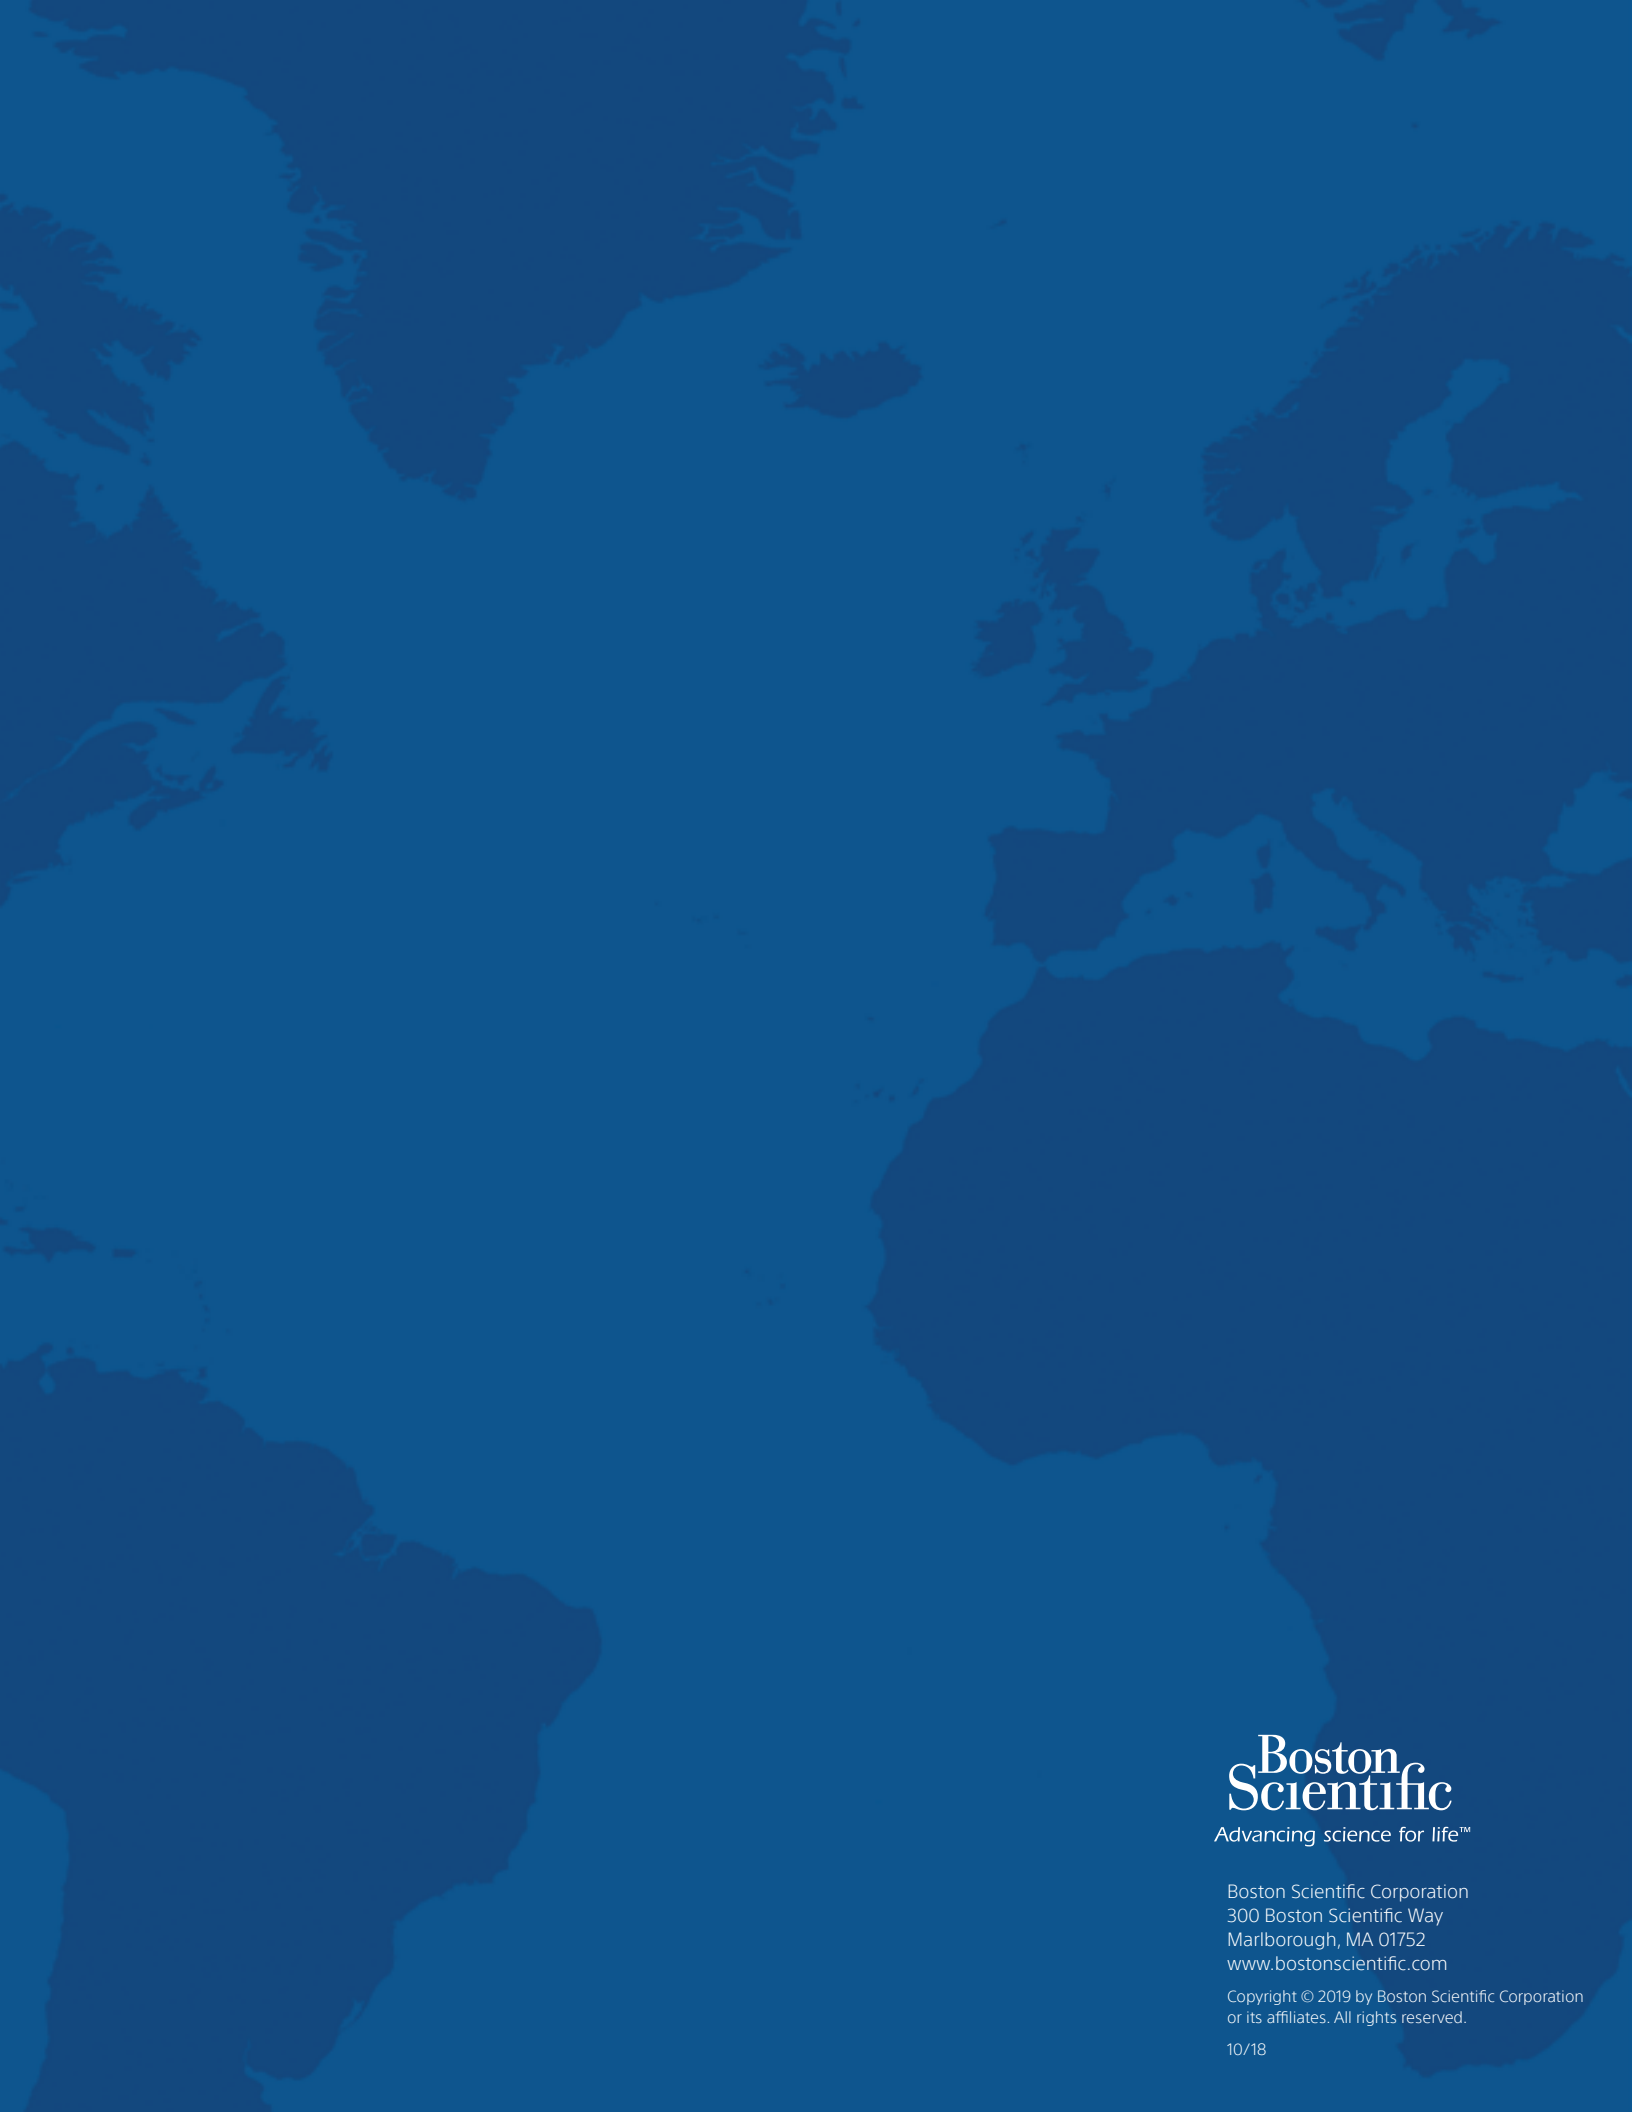 Boston
Scientific
Advancing science for life™
Boston Scientific Corporation
300 Boston Scientific Way
Marlborough, MA 01752
www.bostonscientific.com
Copyright © 2019 by Boston Scientific Corporation
or its affiliates. All rights reserved.
10/18